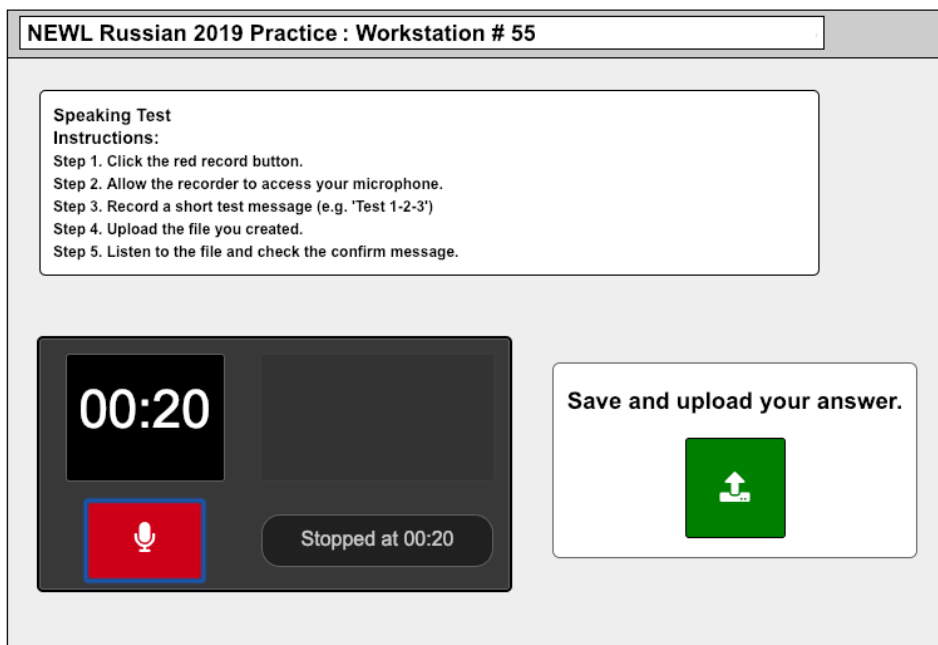 NEWL Russian 2019 Practice : Workstation # 55
Speaking Test
Instructions:
Step 1. Click the red record button.
Step 2. Allow the recorder to access your microphone.
Step 3. Record a short test message (e.g. 'Test 1-2-3')
Step 4. Upload the file you created.
Step 5. Listen to the file and check the confirm message.
00:20
Stopped at 00:20
Save and upload your answer.